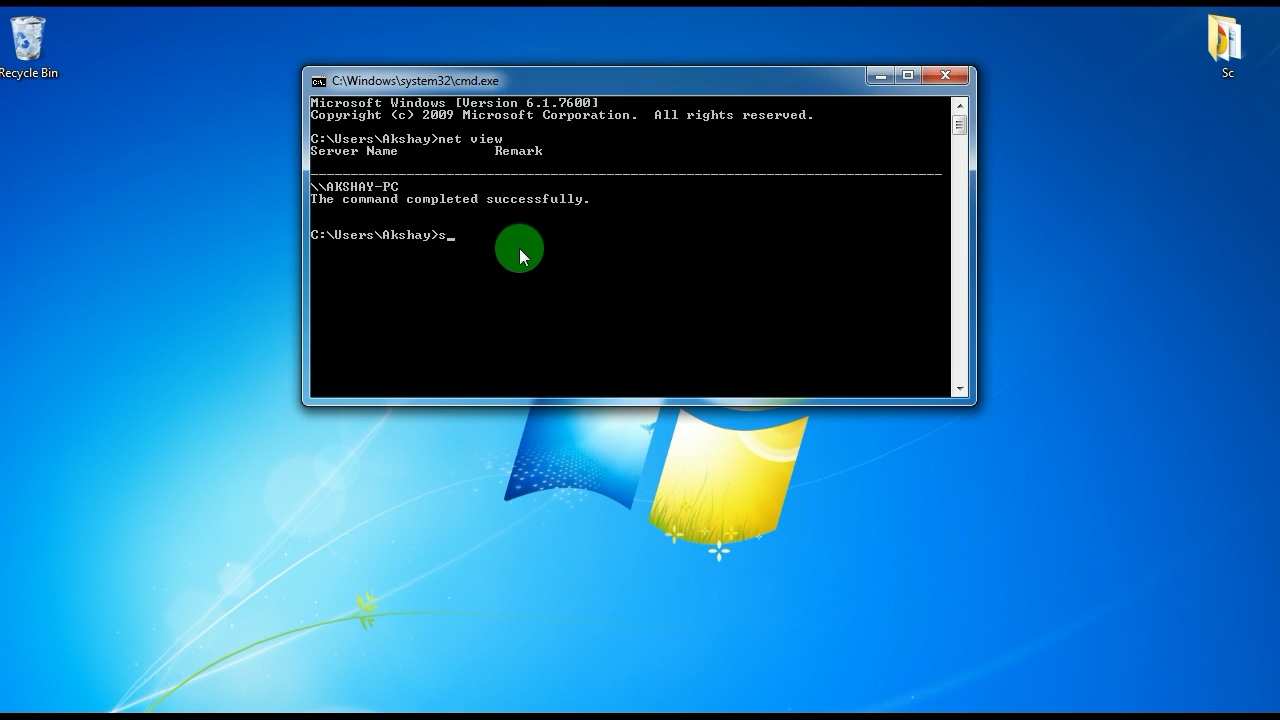 Recycle Bin
Sc
C:\Windows\system32\cmd.exe
Microsoft Windows [Version 6.1.7600]
Copyright (c) 2009 Microsoft Corporation.  All rights reserved.
C:\Users\Akshay>net view
Server Name            Remark
-------------------------------------------------------------------------------
\\AKSHAY-PC
The command completed successfully.
C:\Users\Akshay>s_